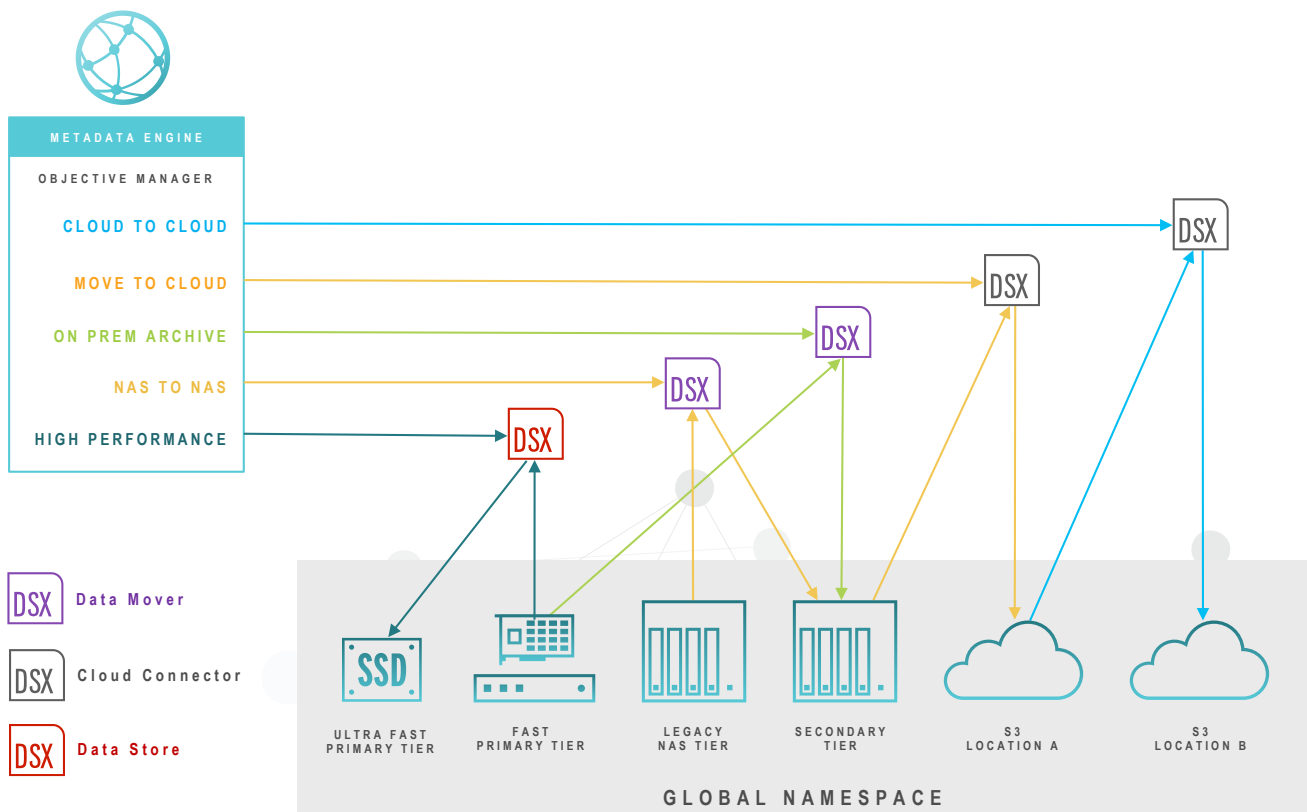 METADATA ENGINE
OBJECTIVE MANAGER
CLOUD TO CLOUD
DSX
MOVE TO CLOUD
DSX
ON PREM ARCHIVE
DSX
NAS TO NAS
DSX
HIGH PERFORMANCE
DSX
DSX Data Mover
DSX Cloud Connector
DSX Data Store
SSD
ULTRA FAST
PRIMARY TIER
FAST
PRIMARY TIER
LEGACY
NAS TIER
SECONDARY
TIER
S3
LOCATION A
S3
LOCATION B
GLOBAL NAMESPACE